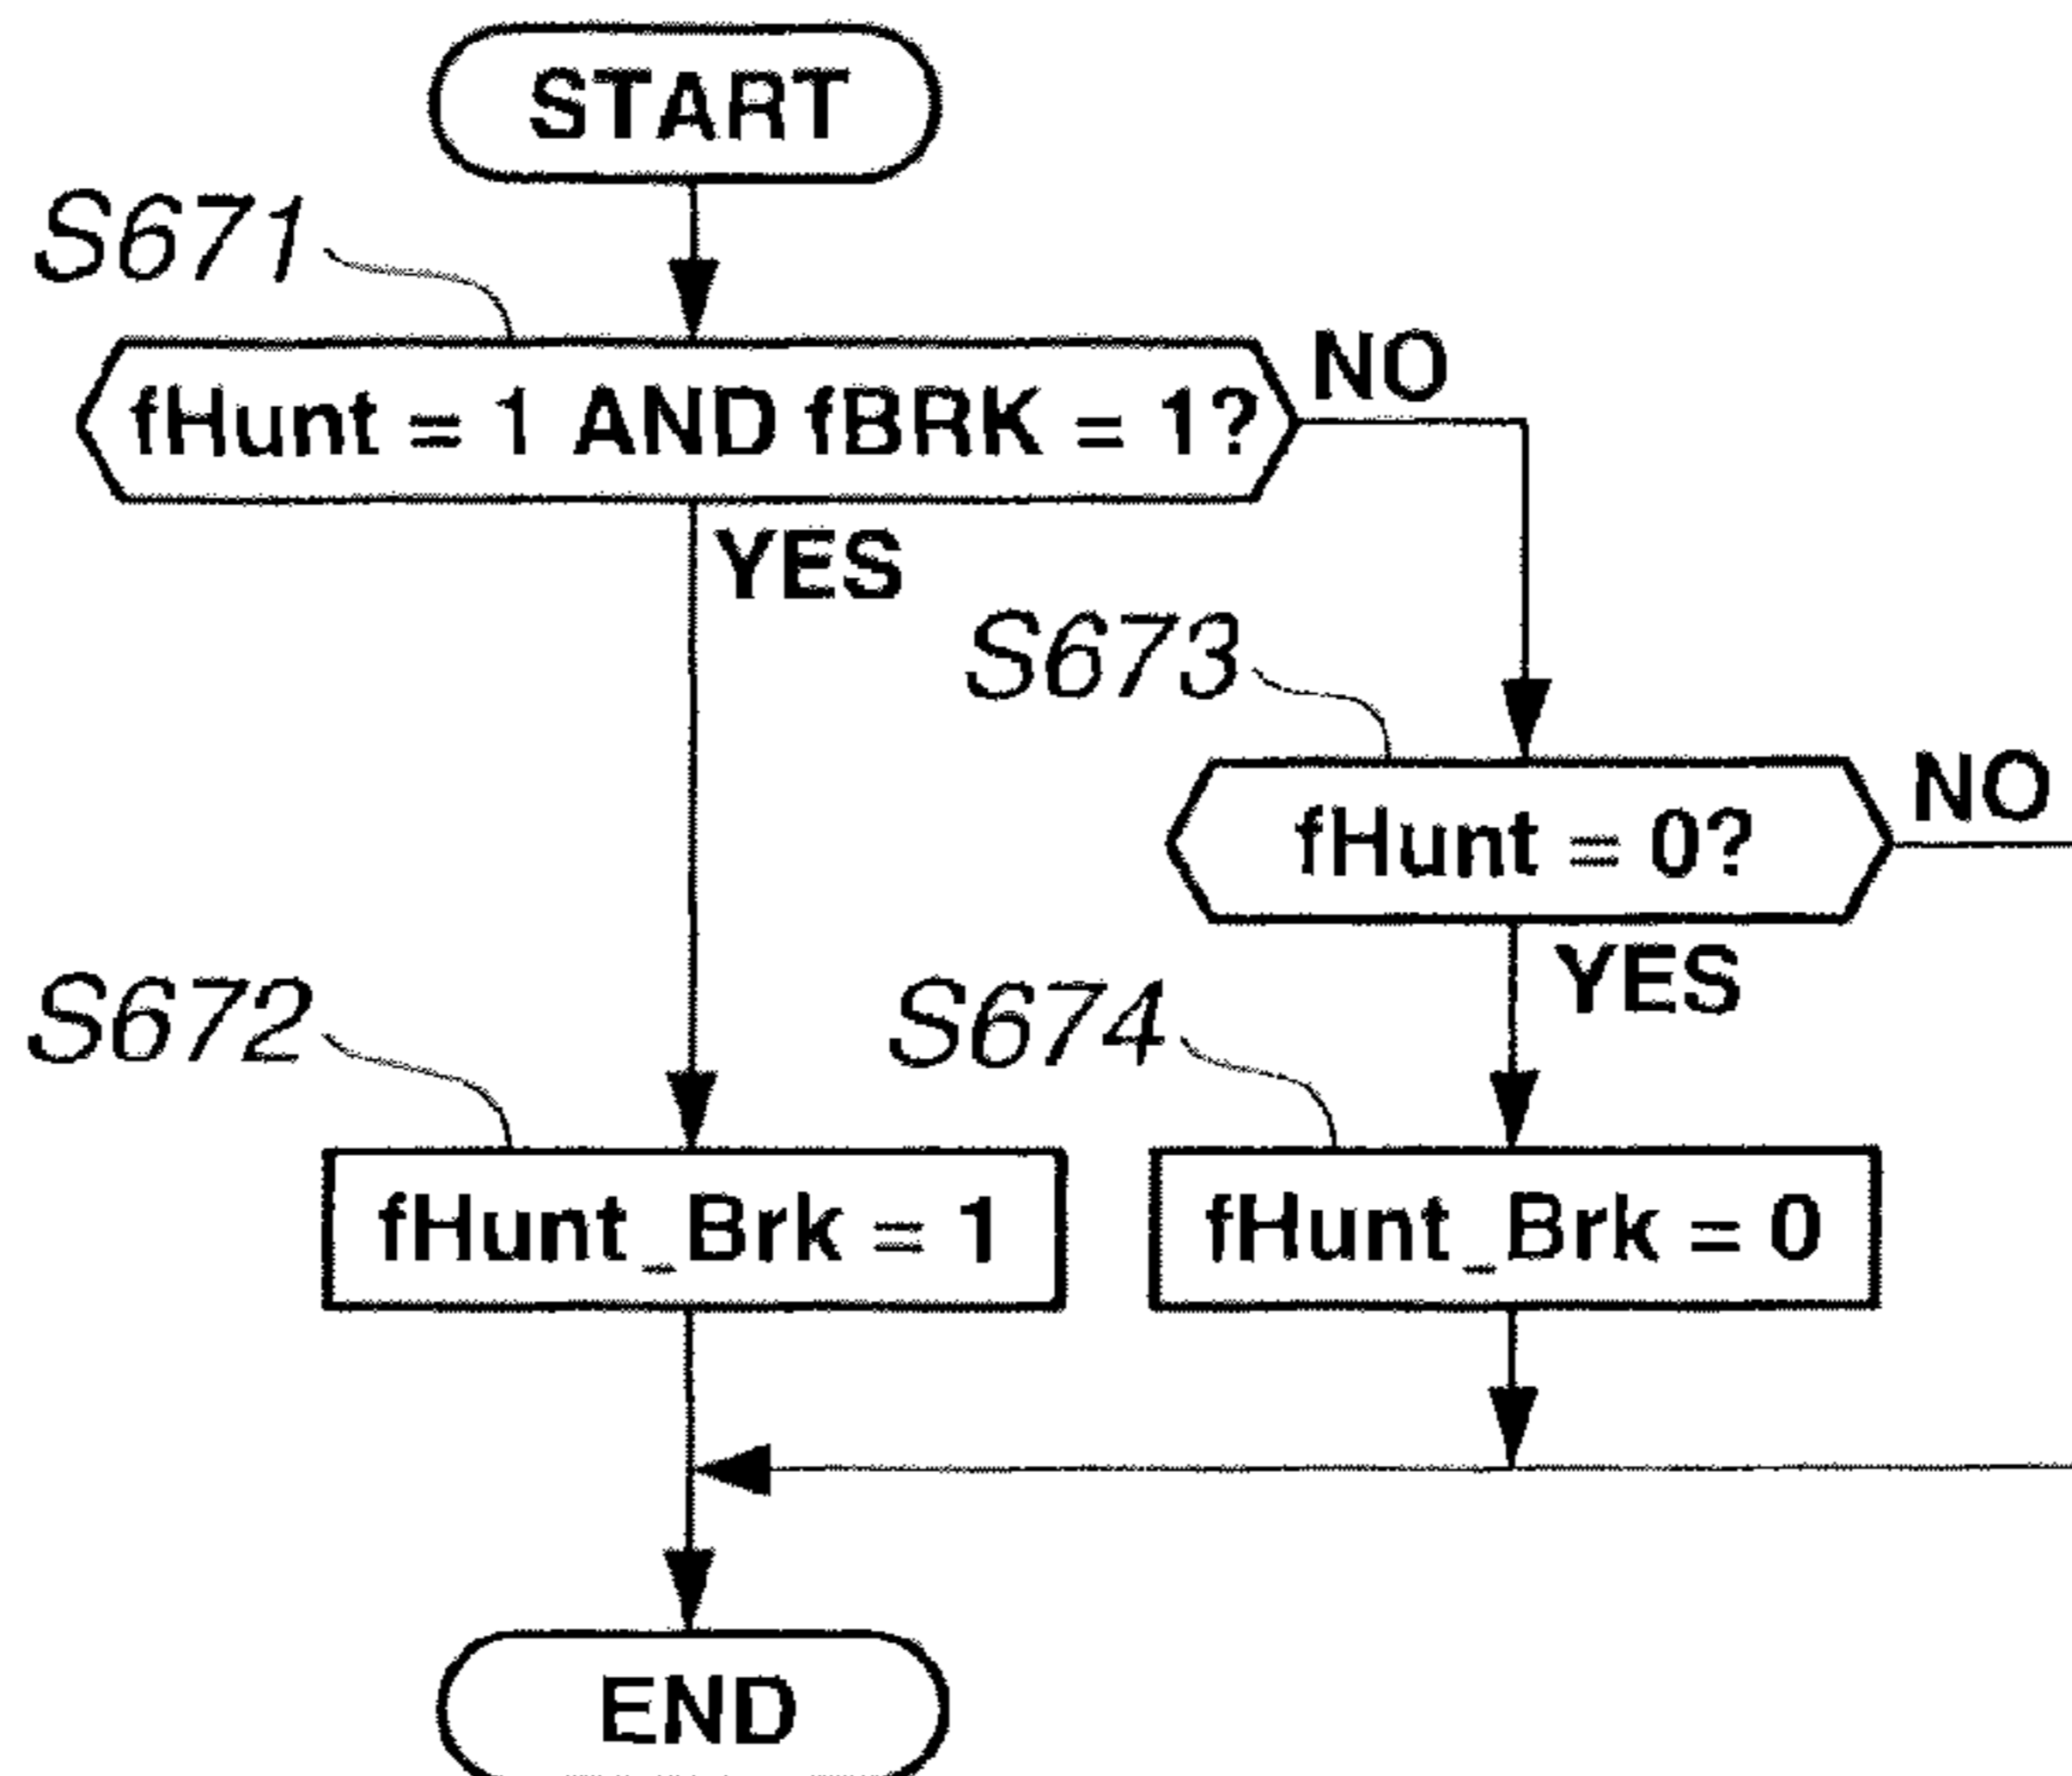 START
S671
fHunt = 1 AND fBRK = 1?
NO
YES
S673
fHunt = 0?
NO
YES
S672
fHunt_Brk = 1
S674
fHunt_Brk = 0
END